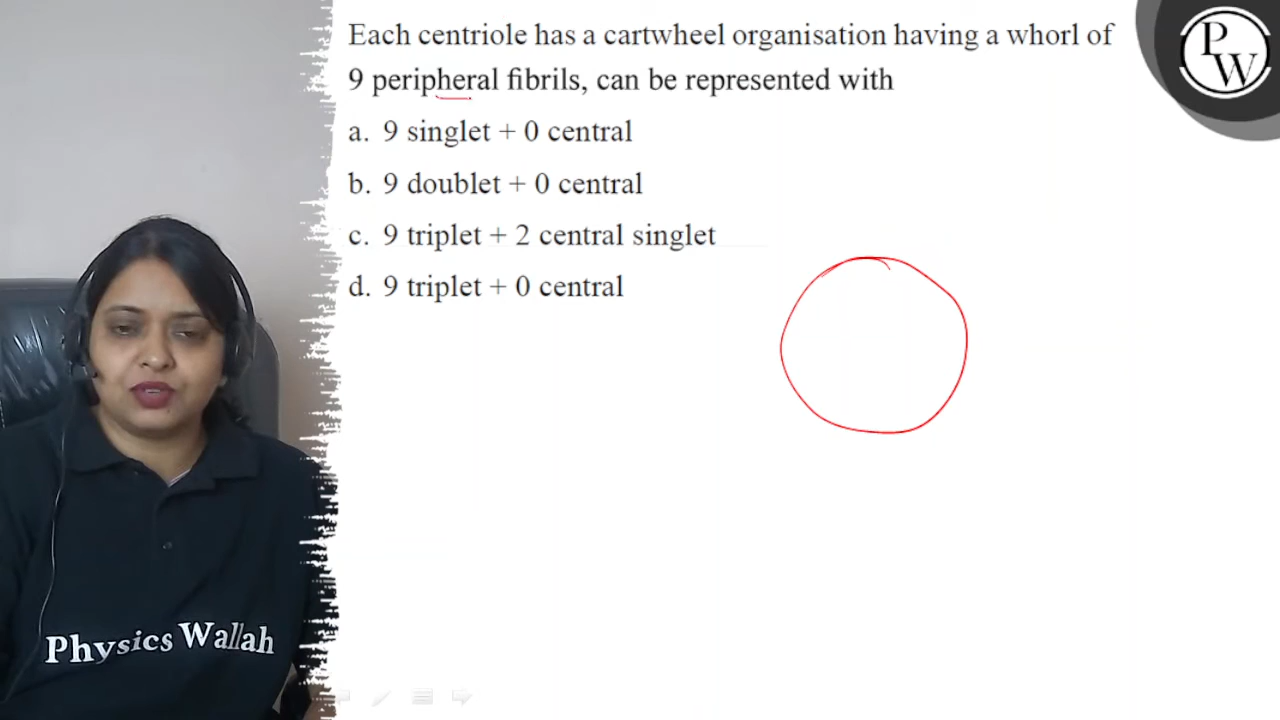 Each centriole has a cartwheel organisation having a whorl of
9 peripheral fibrils, can be represented with
a. 9 singlet + 0 central
b. 9 doublet + 0 central
c. 9 triplet + 2 central singlet
d. 9 triplet + 0 central
P
W
Physics Wallah